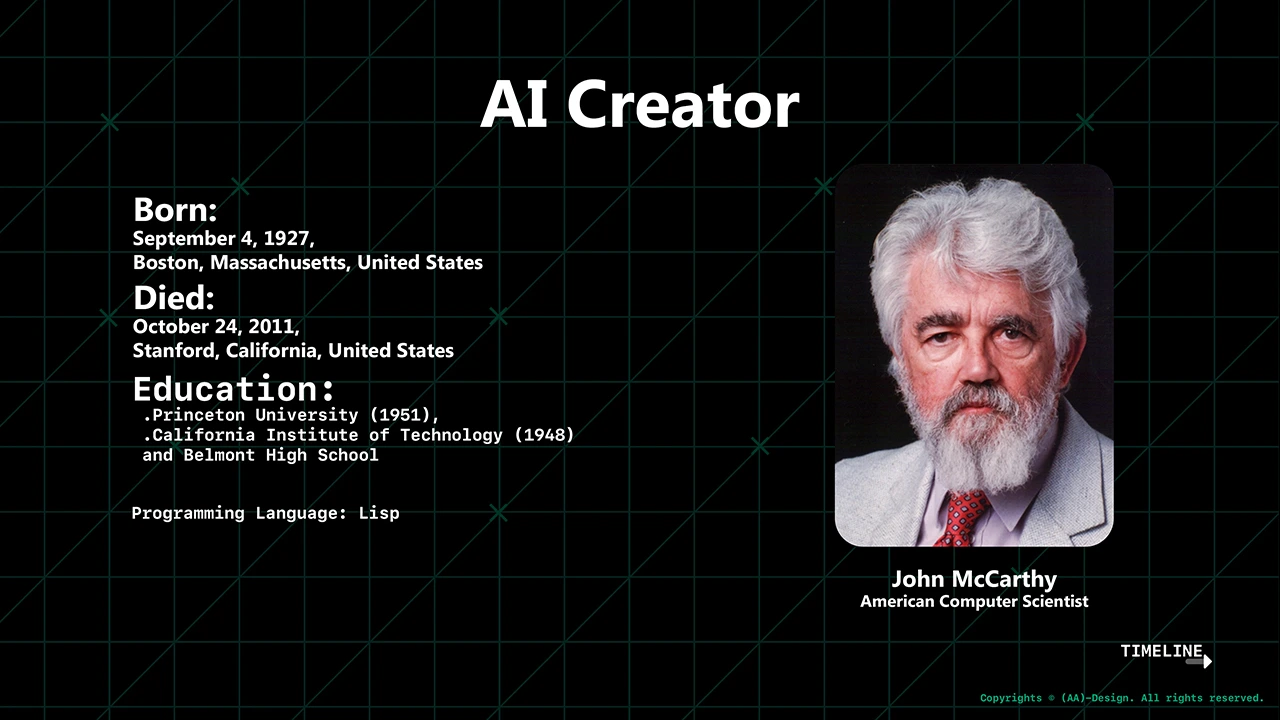 AI Creator
Born:
September 4, 1927,
Boston, Massachusetts, United States
Died:
October 24, 2011,
Stanford, California, United States
Education:
.Princeton University (1951),
.California Institute of Technology (1948)
and Belmont High School
Programming Language: Lisp
John McCarthy
American Computer Scientist
TIMELINE
Copyrights © (AA)-Design. All rights reserved.